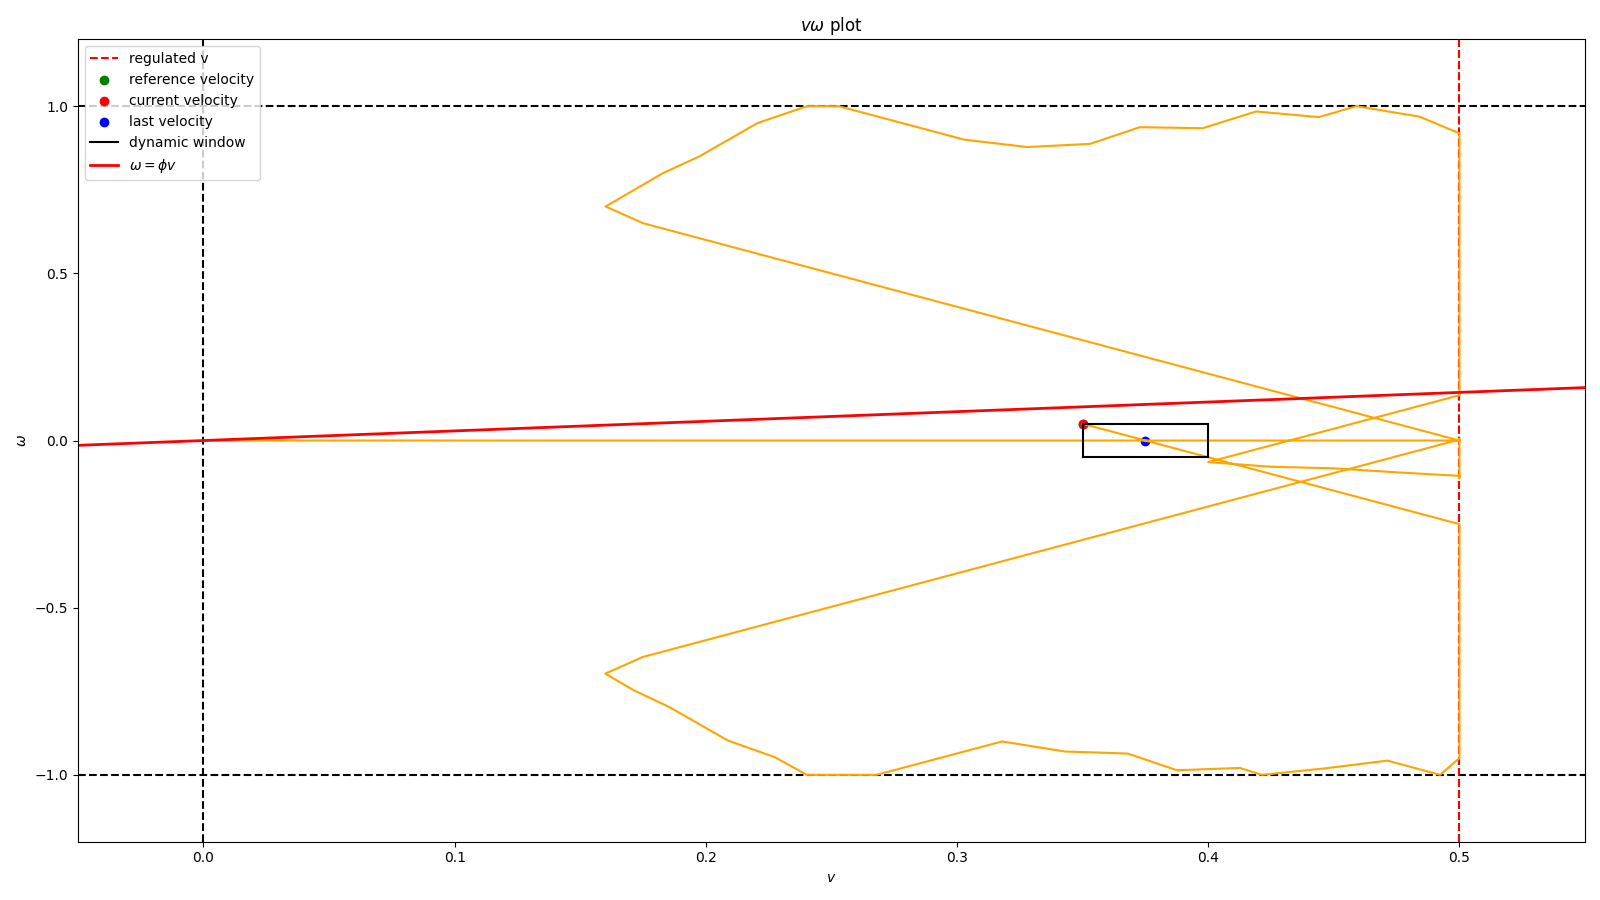 vω plot
regulated v
reference velocity
current velocity
last velocity
dynamic window
ω = ϕv
1.0
0.5
0.0
−0.5
−1.0
ω
0.0 0.1 0.2 0.3 0.4 0.5
v